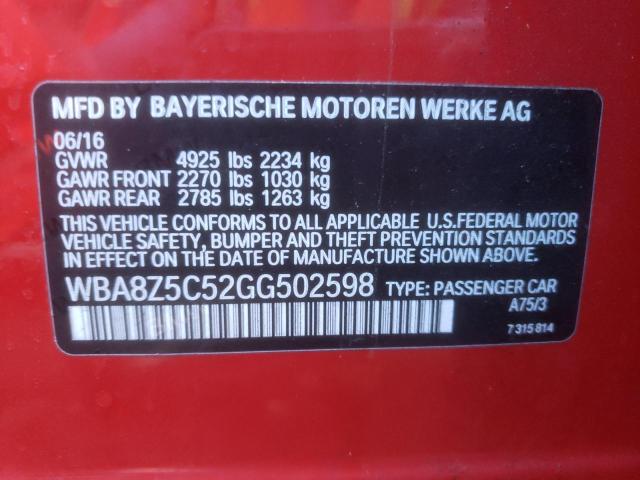 MFD BY BAYERISCHE MOTOREN WERKE AG
06/16
GVWR 4925 lbs 2234 kg
GAWR FRONT 2270 lbs 1030 kg
GAWR REAR 2785 lbs 1263 kg
THIS VEHICLE CONFORMS TO ALL APPLICABLE U.S.FEDERAL MOTOR
VEHICLE SAFETY, BUMPER AND THEFT PREVENTION STANDARDS
IN EFFECT ON THE DATE OF MANUFACTURE SHOWN ABOVE.
WBA8Z5C52GG502598 TYPE: PASSENGER CAR
A75/3
7 315 814